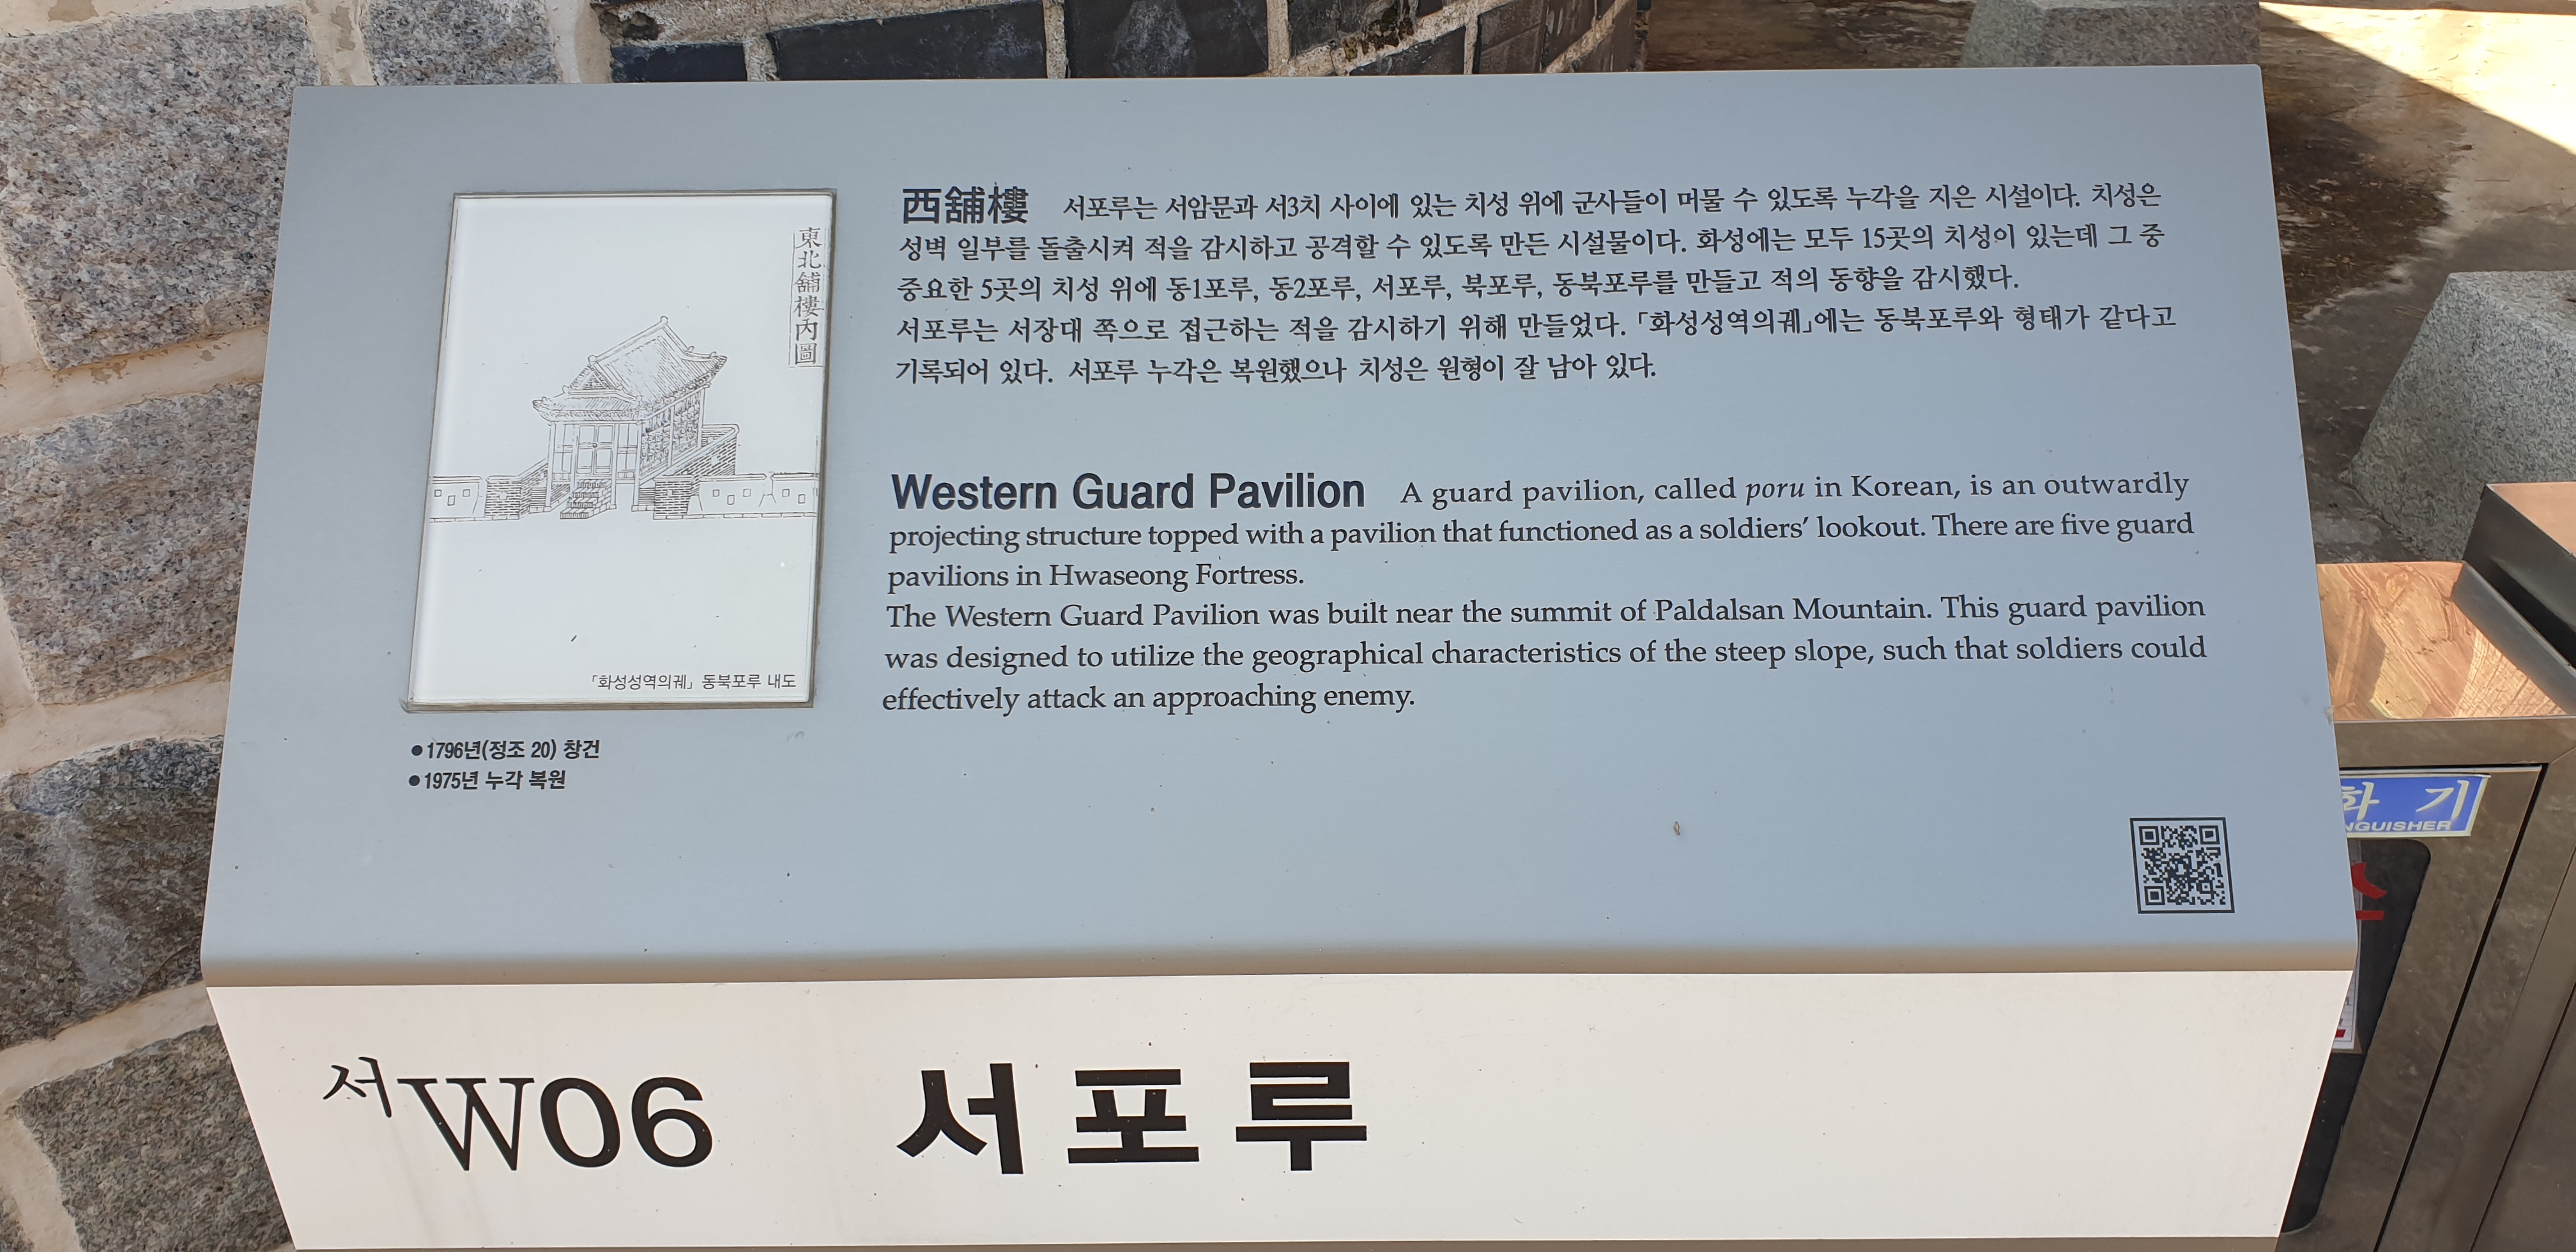 東北舖樓內圖
「화성성역의궤」 동북포루 내도
●1796년(정조 20) 창건
●1975년 누각 복원
西舖樓 서포루는 서암문과 서3치 사이에 있는 치성 위에 군사들이 머물 수 있도록 누각을 지은 시설이다. 치성은
성벽 일부를 돌출시켜 적을 감시하고 공격할 수 있도록 만든 시설물이다. 화성에는 모두 15곳의 치성이 있는데 그 중
중요한 5곳의 치성 위에 동1포루, 동2포루, 서포루, 북포루, 동북포루를 만들고 적의 동향을 감시했다.
서포루는 서장대 쪽으로 접근하는 적을 감시하기 위해 만들었다. 「화성성역의궤」에는 동북포루와 형태가 같다고
기록되어 있다. 서포루 누각은 복원했으나 치성은 원형이 잘 남아 있다.
Western Guard Pavilion A guard pavilion, called poru in Korean, is an outwardly
projecting structure topped with a pavilion that functioned as a soldiers' lookout. There are five guard
pavilions in Hwaseong Fortress.
The Western Guard Pavilion was built near the summit of Paldalsan Mountain. This guard pavilion
was designed to utilize the geographical characteristics of the steep slope, such that soldiers could
effectively attack an approaching enemy.
서W06 서포루
화 기
NGUISHER